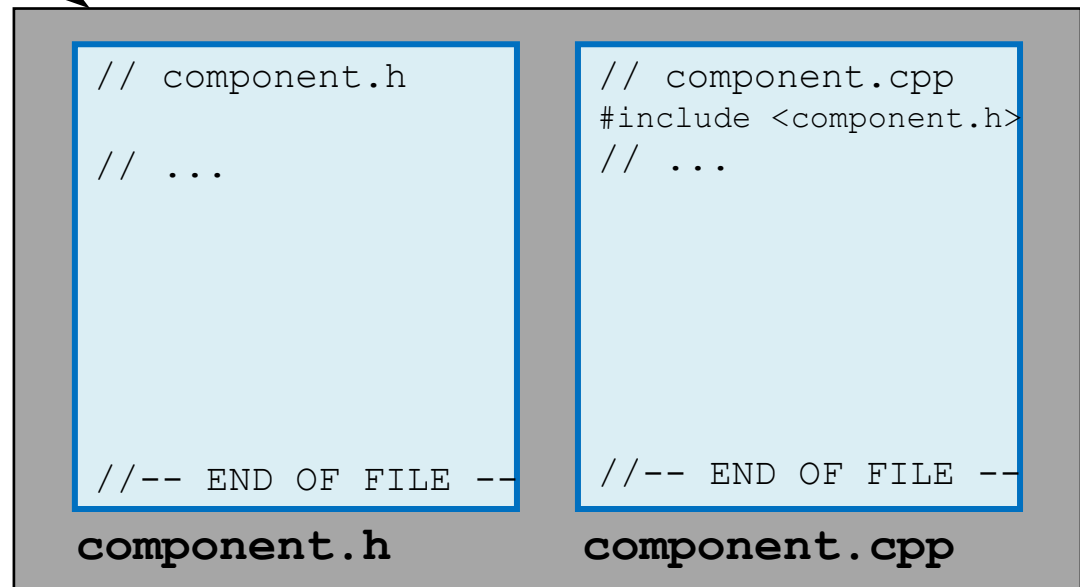 // component.h
// ...
//-- END OF FILE --
component.h
// component.cpp
#include <component.h>
// ...
//-- END OF FILE --
component.cpp